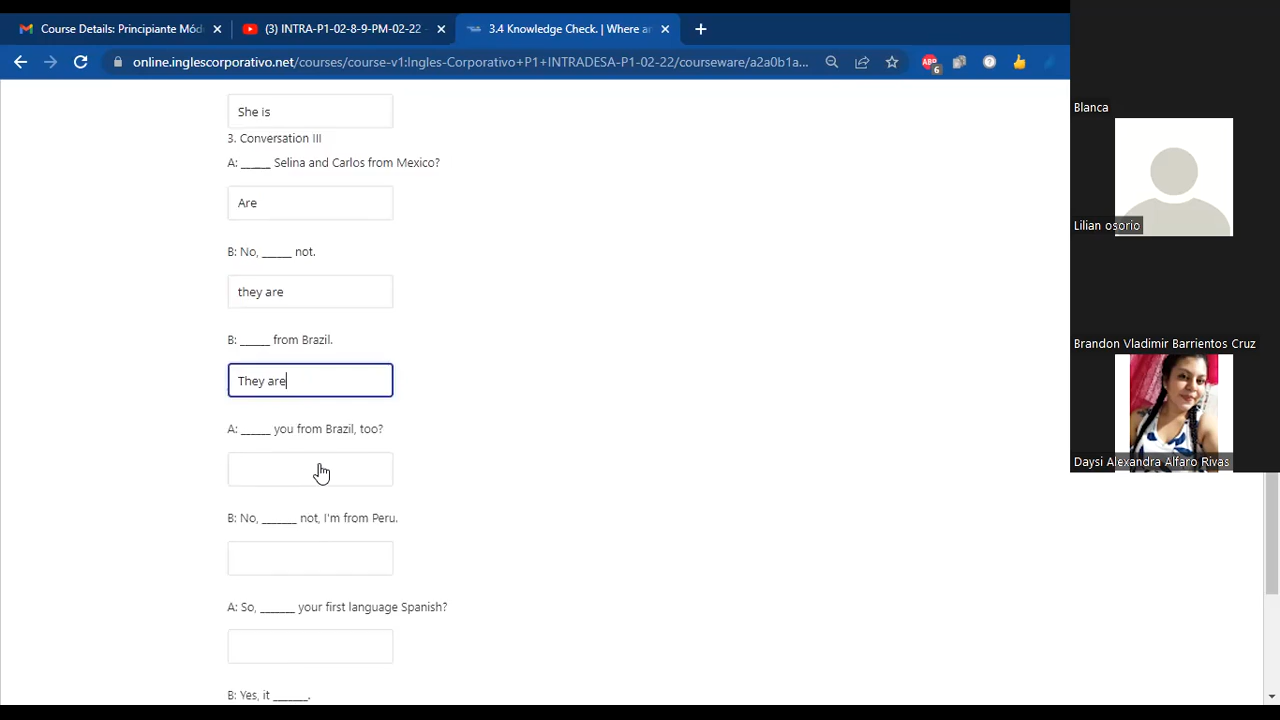 Course Details: Principiante Mód
(3) INTRA-P1-02-8-9-PM-02-22 -
3.4 Knowledge Check. | Where ar
online.inglescorporativo.net/courses/course-v1:Ingles-Corporativo+P1+INTRADESA-P1-02-22/courseware/a2a0b1a...
ABP
6
She is
3. Conversation III
A: _____ Selina and Carlos from Mexico?
Are
B: No, _____ not.
they are
B: _____ from Brazil.
They are
A: _____ you from Brazil, too?
B: No, ______ not, I'm from Peru.
A: So, ______ your first language Spanish?
B: Yes, it ______.
Blanca
Lilian osorio
Brandon Vladimir Barrientos Cruz
Daysi Alexandra Alfaro Rivas